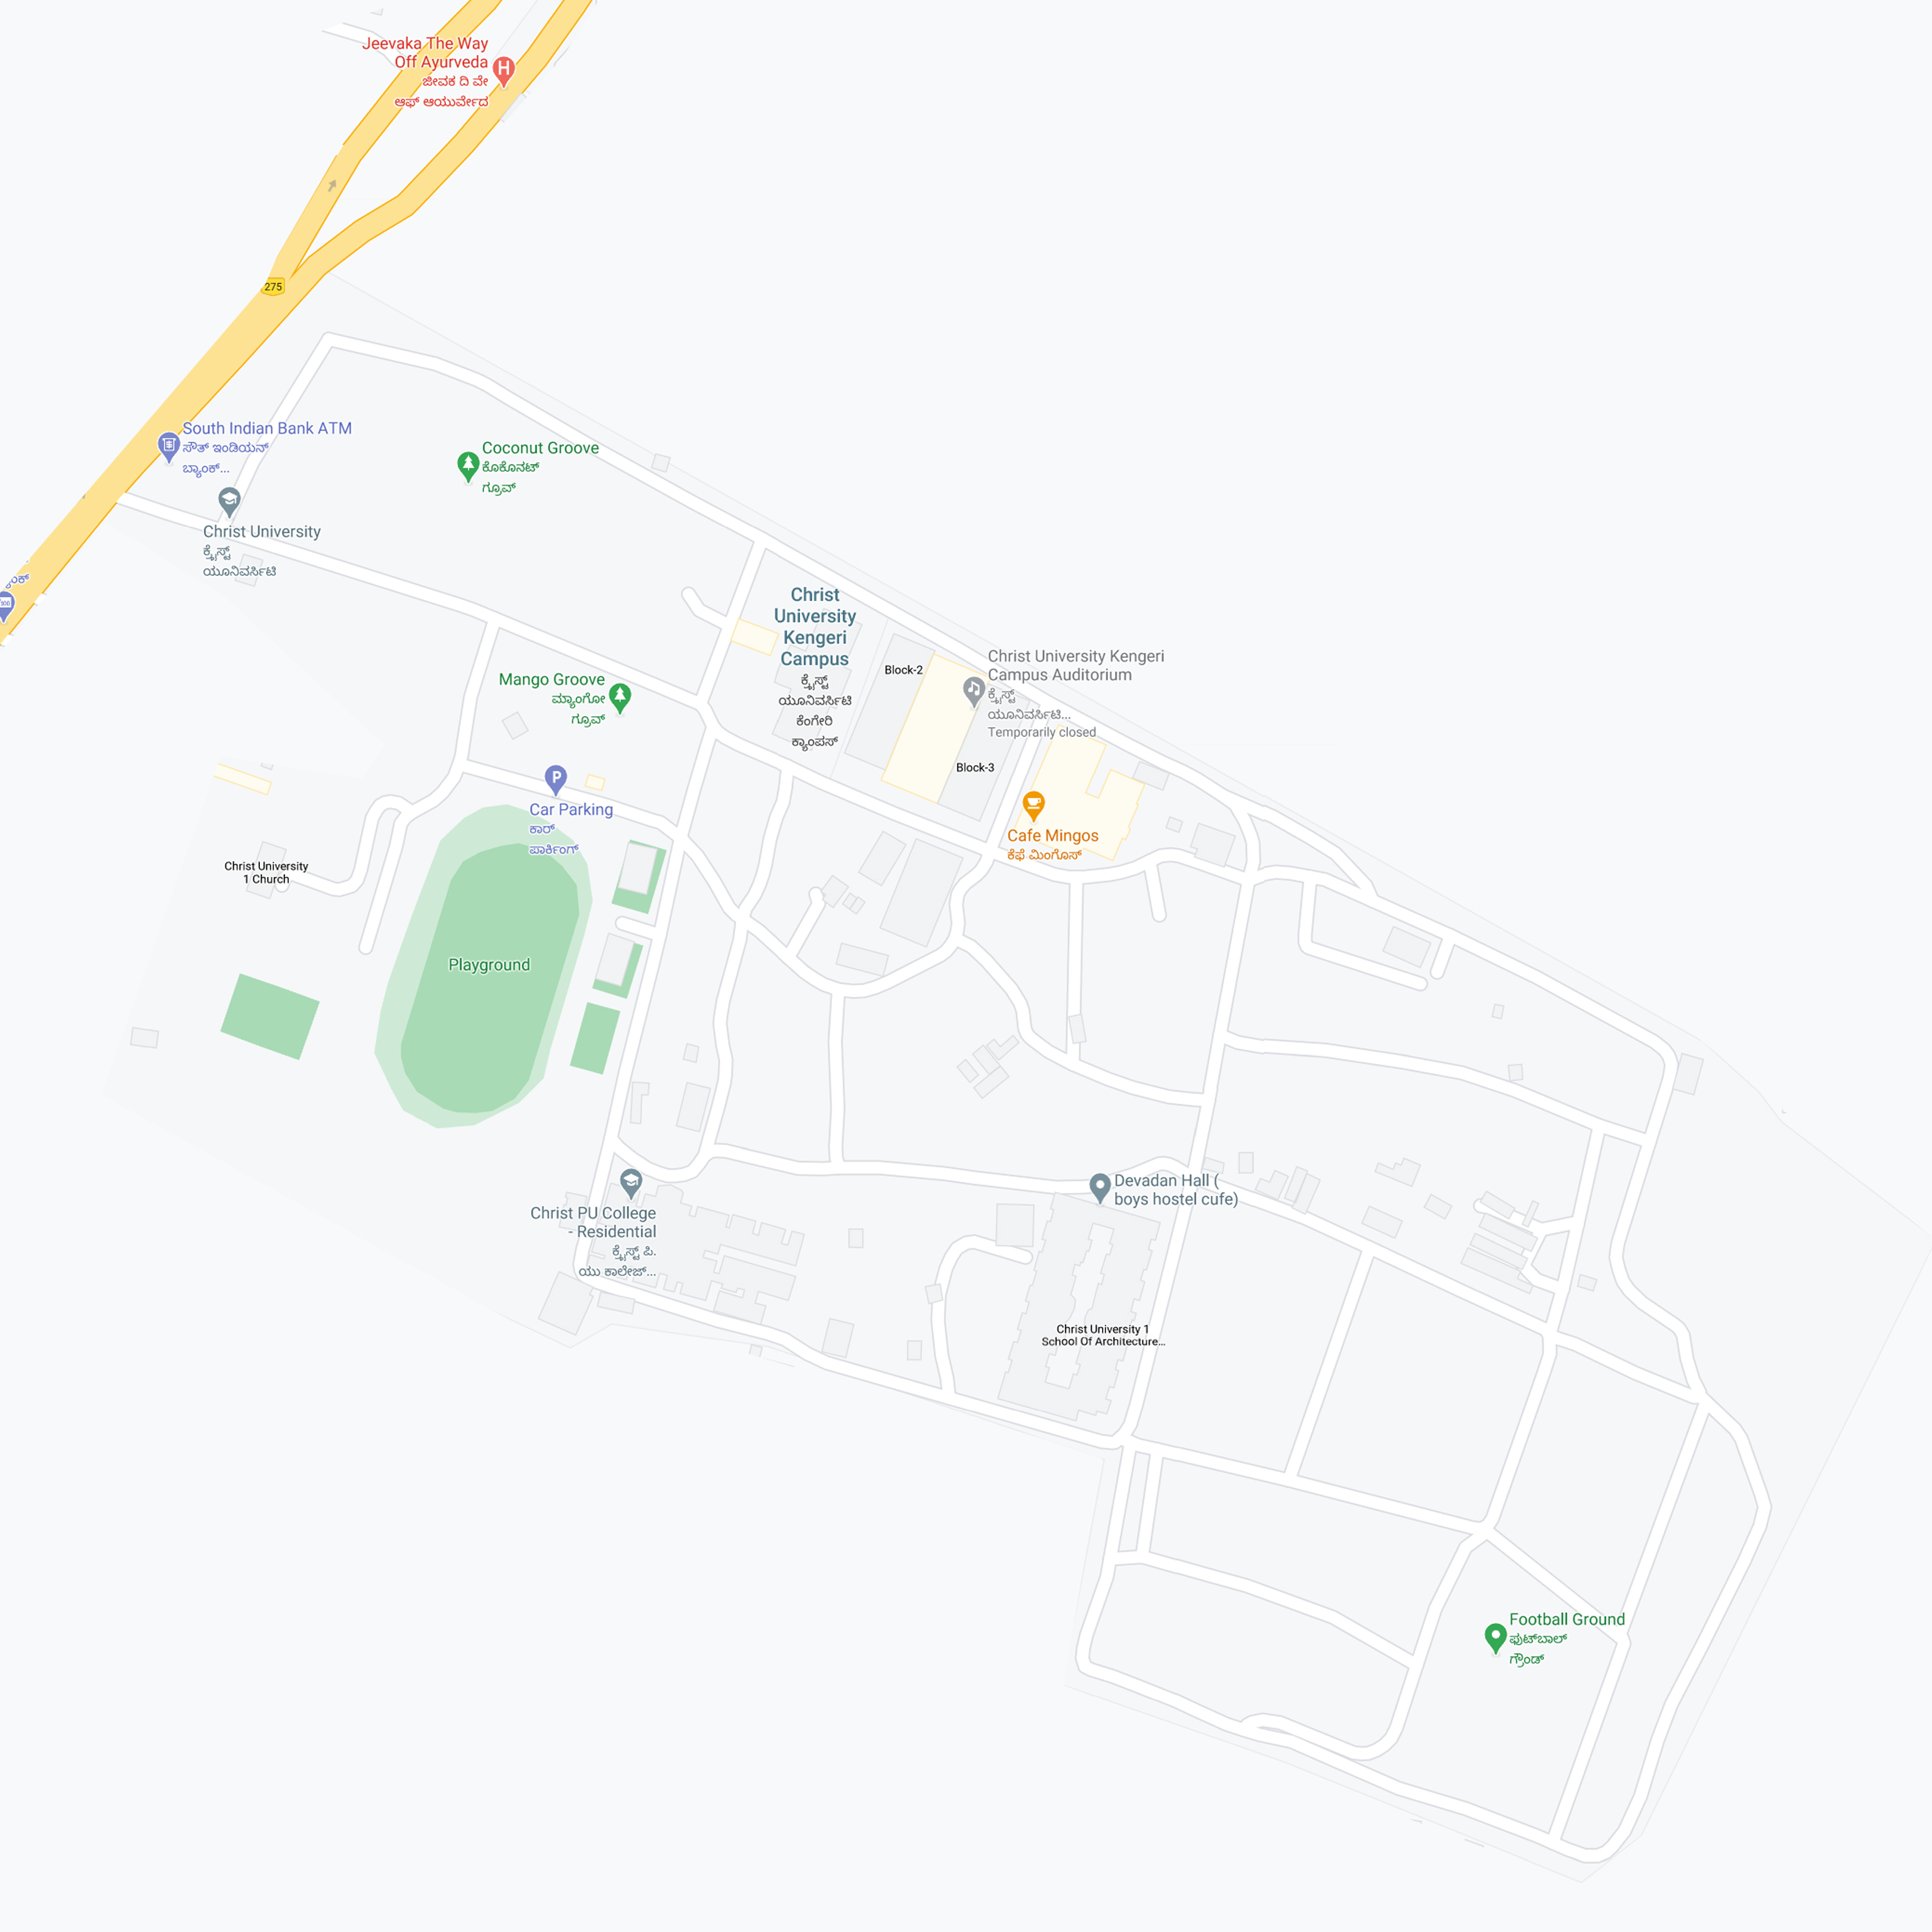 Jeevaka The Way
Off Ayurveda
ಜೀವಕ ದಿ ವೇ
ಆಫ್ ಆಯುರ್ವೇದ
275
South Indian Bank ATM
ಸೌತ್ ಇಂಡಿಯನ್
ಬ್ಯಾಂಕ್...
Coconut Groove
ಕೊಕೊನಟ್
ಗ್ರೂವ್
Christ University
ಕ್ರೈಸ್ಟ್
ಯೂನಿವರ್ಸಿಟಿ
Christ
University
Kengeri
Campus
ಕ್ರೈಸ್ಟ್
ಯೂನಿವರ್ಸಿಟಿ
ಕೆಂಗೇರಿ
ಕ್ಯಾಂಪಸ್
Block-2
Christ University Kengeri
Campus Auditorium
ಕ್ರೈಸ್ಟ್
ಯೂನಿವರ್ಸಿಟಿ...
Temporarily closed
Mango Groove
ಮ್ಯಾಂಗೋ
ಗ್ರೂವ್
Block-3
P
Car Parking
ಕಾರ್
ಪಾರ್ಕಿಂಗ್
Cafe Mingos
ಕೆಫೆ ಮಿಂಗೊಸ್
Christ University
1 Church
Playground
Devadan Hall (
boys hostel cufe)
Christ PU College
- Residential
ಕ್ರೈಸ್ಟ್ ಪಿ.
ಯು ಕಾಲೇಜ್...
Christ University 1
School Of Architecture...
Football Ground
ಫುಟ್‌ಬಾಲ್
ಗ್ರೌಂಡ್